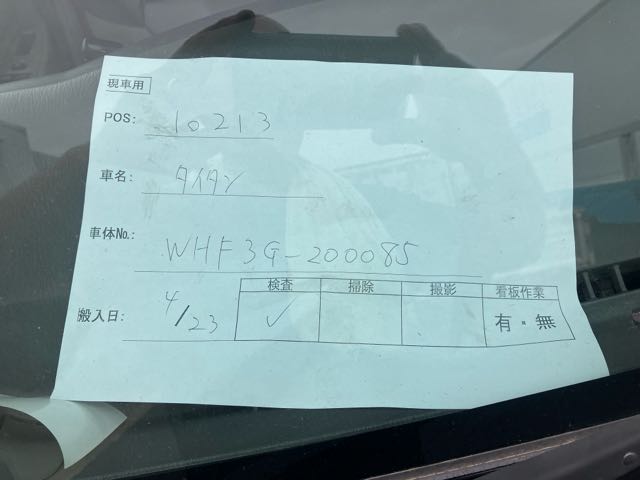 現車用
POS: 10213
車名: タイタン
車体No.: WHF3G-200085
検査 掃除 撮影 看板作業
搬入日: 4/23 ✓ 有・無